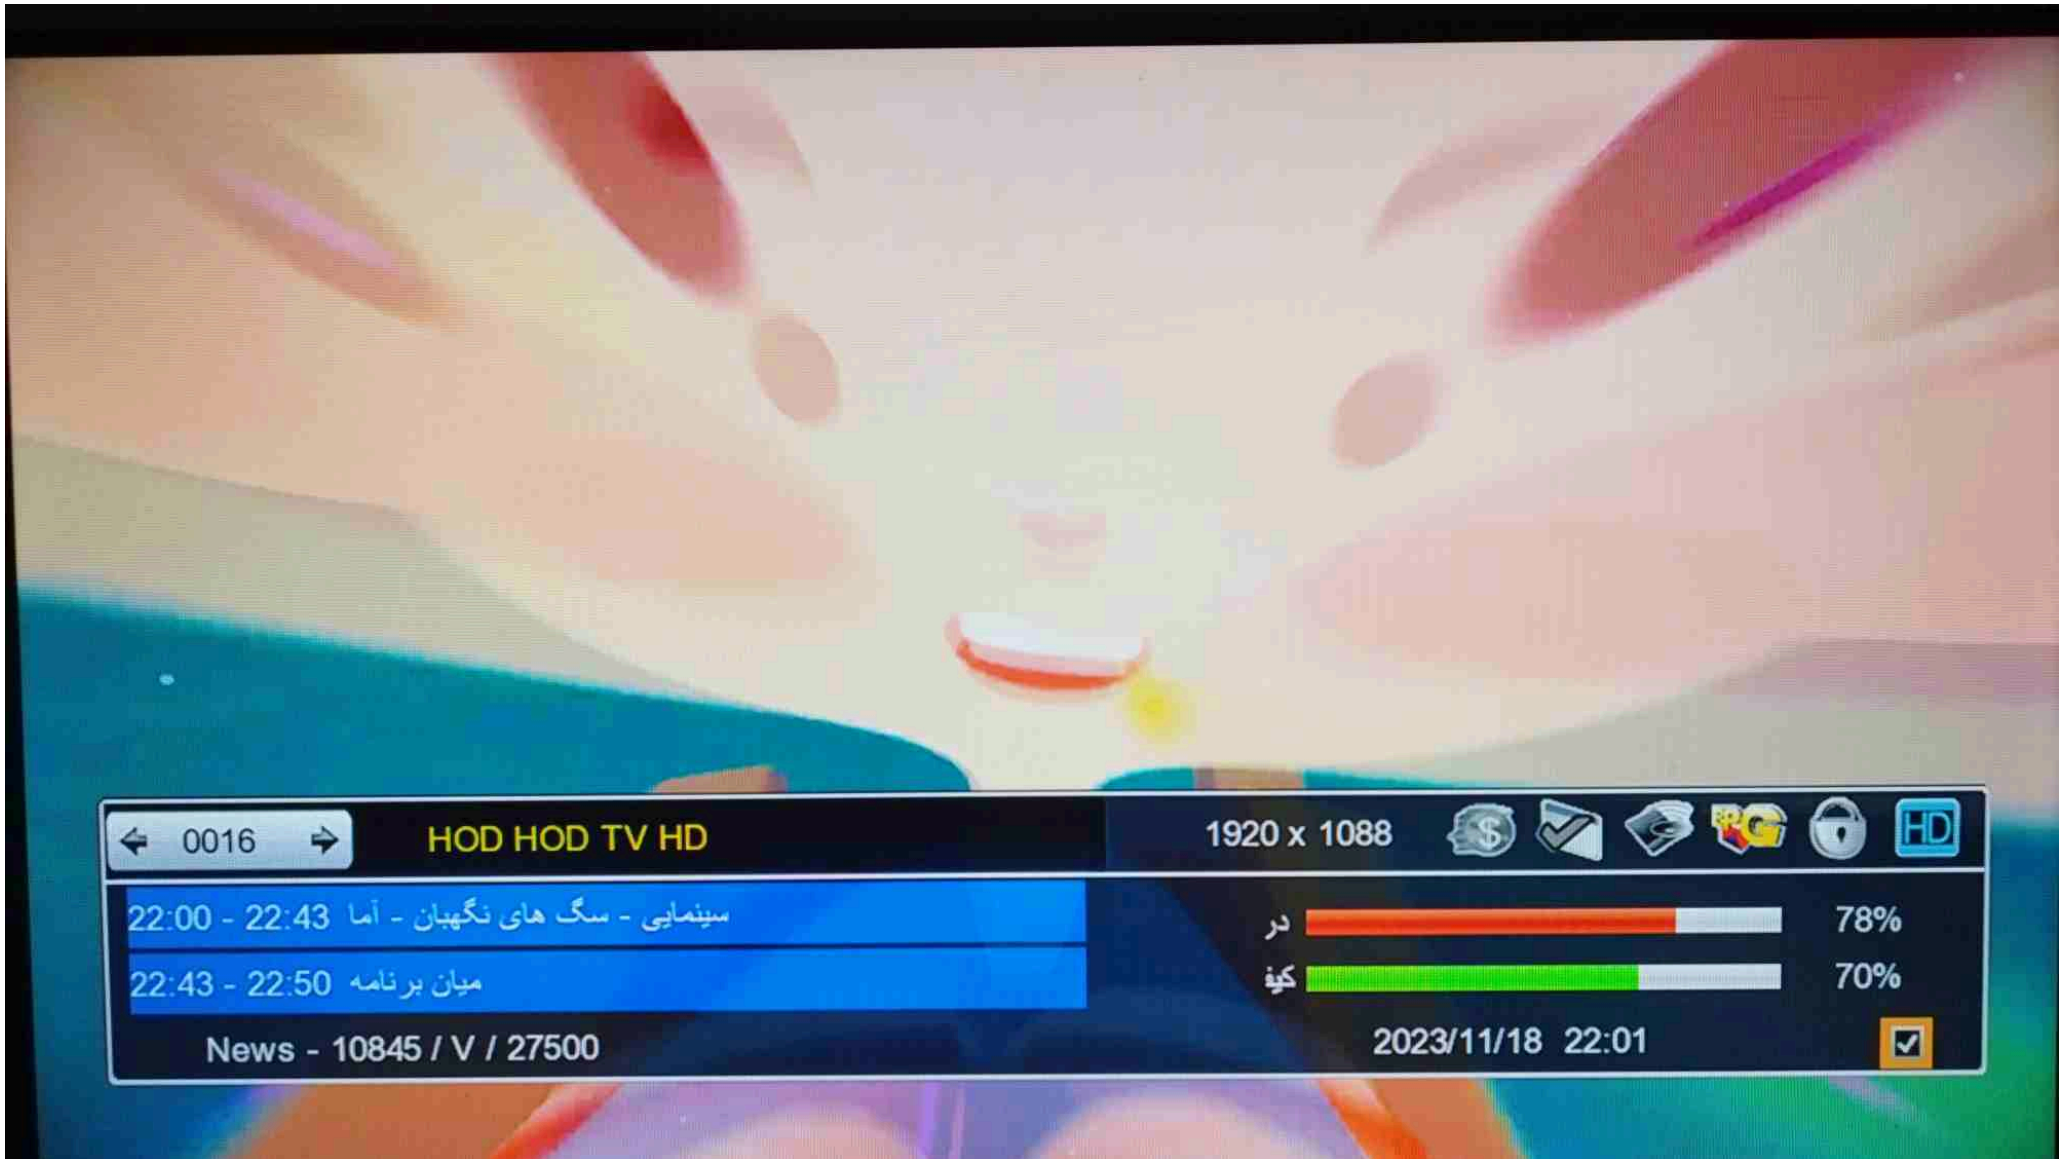 0016 HOD HOD TV HD 1920 x 1088 HD
22:00 - 22:43 سینمایی - سگ های نگهبان - آما
22:43 - 22:50 میان برنامه
در 78%
کیف 70%
News - 10845 / V / 27500
2023/11/18 22:01